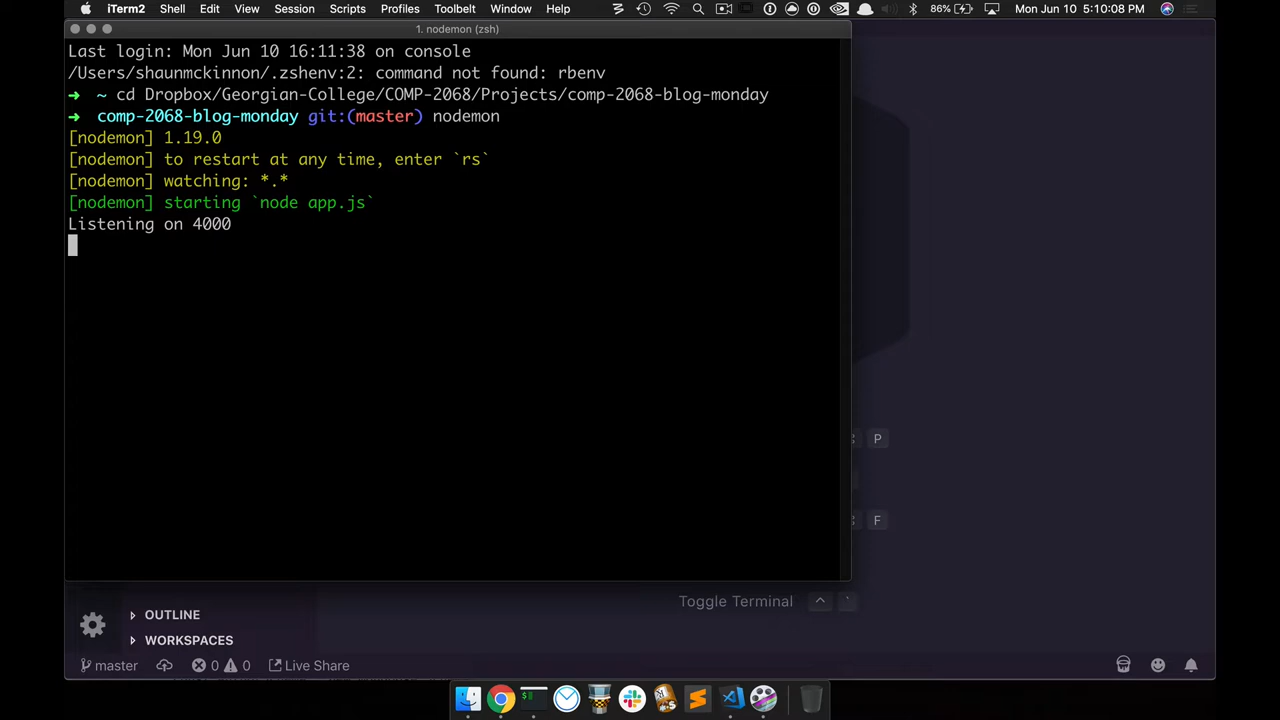 iTerm2 Shell Edit View Session Scripts Profiles Toolbelt Window Help 86% Mon Jun 10 5:10:08 PM
1. nodemon (zsh)
Last login: Mon Jun 10 16:11:38 on console
/Users/shaunmckinnon/.zshenv:2: command not found: rbenv
➜ ~ cd Dropbox/Georgian-College/COMP-2068/Projects/comp-2068-blog-monday
➜ comp-2068-blog-monday git:(master) nodemon
[nodemon] 1.19.0
[nodemon] to restart at any time, enter `rs`
[nodemon] watching: *.*
[nodemon] starting `node app.js`
Listening on 4000
P
F
Toggle Terminal ^ `
OUTLINE
WORKSPACES
master 0 0 Live Share